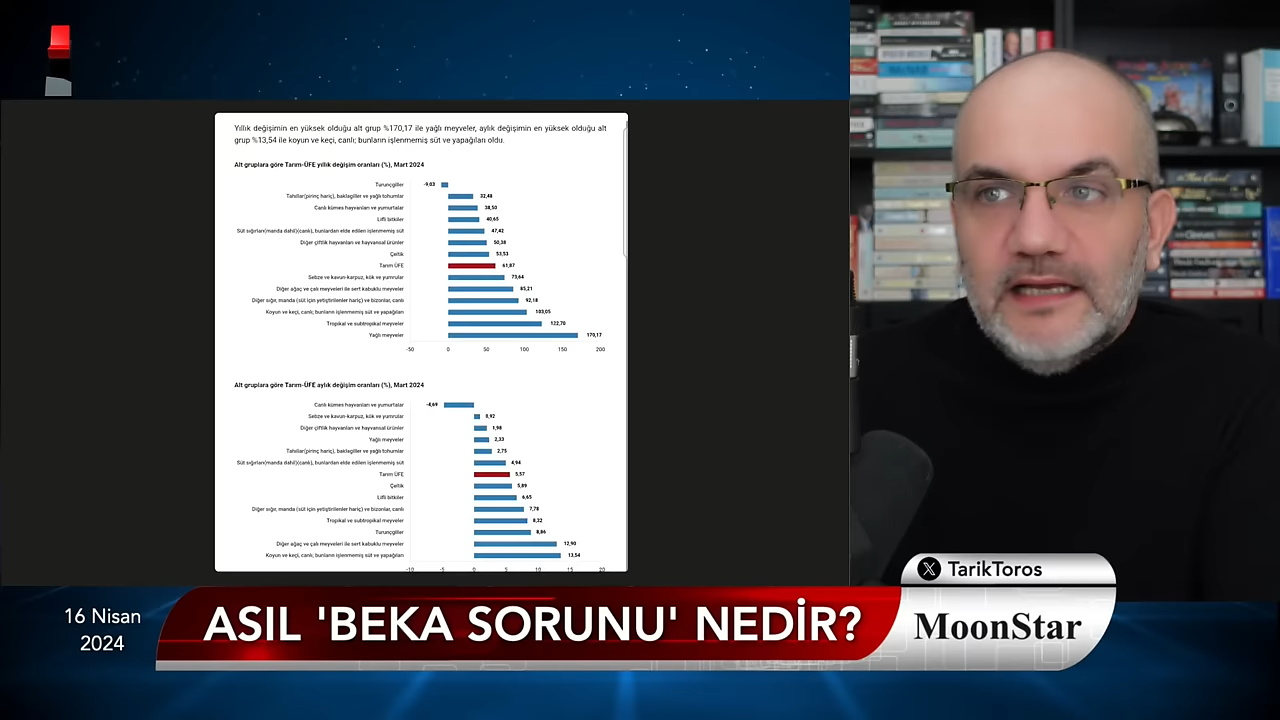 Yıllık değişimin en yüksek olduğu alt grup %170,17 ile yağlı meyveler, aylık değişimin en yüksek olduğu alt
grup %13,54 ile koyun ve keçi, canlı; bunların işlenmemiş süt ve yapağıları oldu.
Alt gruplara göre Tarım-ÜFE yıllık değişim oranları (%), Mart 2024
Turunçgiller -9,03
Tahıllar(pirinç hariç), baklagiller ve yağlı tohumlar 32,48
Canlı kümes hayvanları ve yumurtalar 38,50
Lifli bitkiler 40,65
Süt sığırları(manda dahil)(canlı), bunlardan elde edilen işlenmemiş süt 47,42
Diğer çiftlik hayvanları ve hayvansal ürünler 50,38
Çeltik 53,53
Tarım ÜFE 61,87
Sebze ve kavun-karpuz, kök ve yumrular 73,64
Diğer ağaç ve çalı meyveleri ile sert kabuklu meyveler 85,21
Diğer sığır, manda (süt için yetiştirilenler hariç) ve bizonlar, canlı 92,18
Koyun ve keçi, canlı; bunların işlenmemiş süt ve yapağıları 103,05
Tropikal ve subtropikal meyveler 122,70
Yağlı meyveler 170,17
-50 0 50 100 150 200
Alt gruplara göre Tarım-ÜFE aylık değişim oranları (%), Mart 2024
Canlı kümes hayvanları ve yumurtalar -4,69
Sebze ve kavun-karpuz, kök ve yumrular 0,92
Diğer çiftlik hayvanları ve hayvansal ürünler 1,98
Yağlı meyveler 2,33
Tahıllar(pirinç hariç), baklagiller ve yağlı tohumlar 2,75
Süt sığırları(manda dahil)(canlı), bunlardan elde edilen işlenmemiş süt 4,94
Tarım ÜFE 5,57
Çeltik 5,89
Lifli bitkiler 6,65
Diğer sığır, manda (süt için yetiştirilenler hariç) ve bizonlar, canlı 7,78
Tropikal ve subtropikal meyveler 8,32
Turunçgiller 8,86
Diğer ağaç ve çalı meyveleri ile sert kabuklu meyveler 12,90
Koyun ve keçi, canlı; bunların işlenmemiş süt ve yapağıları 13,54
-10 -5 0 5 10 15 20
16 Nisan
2024
ASIL 'BEKA SORUNU' NEDİR?
X TarikToros
MoonStar